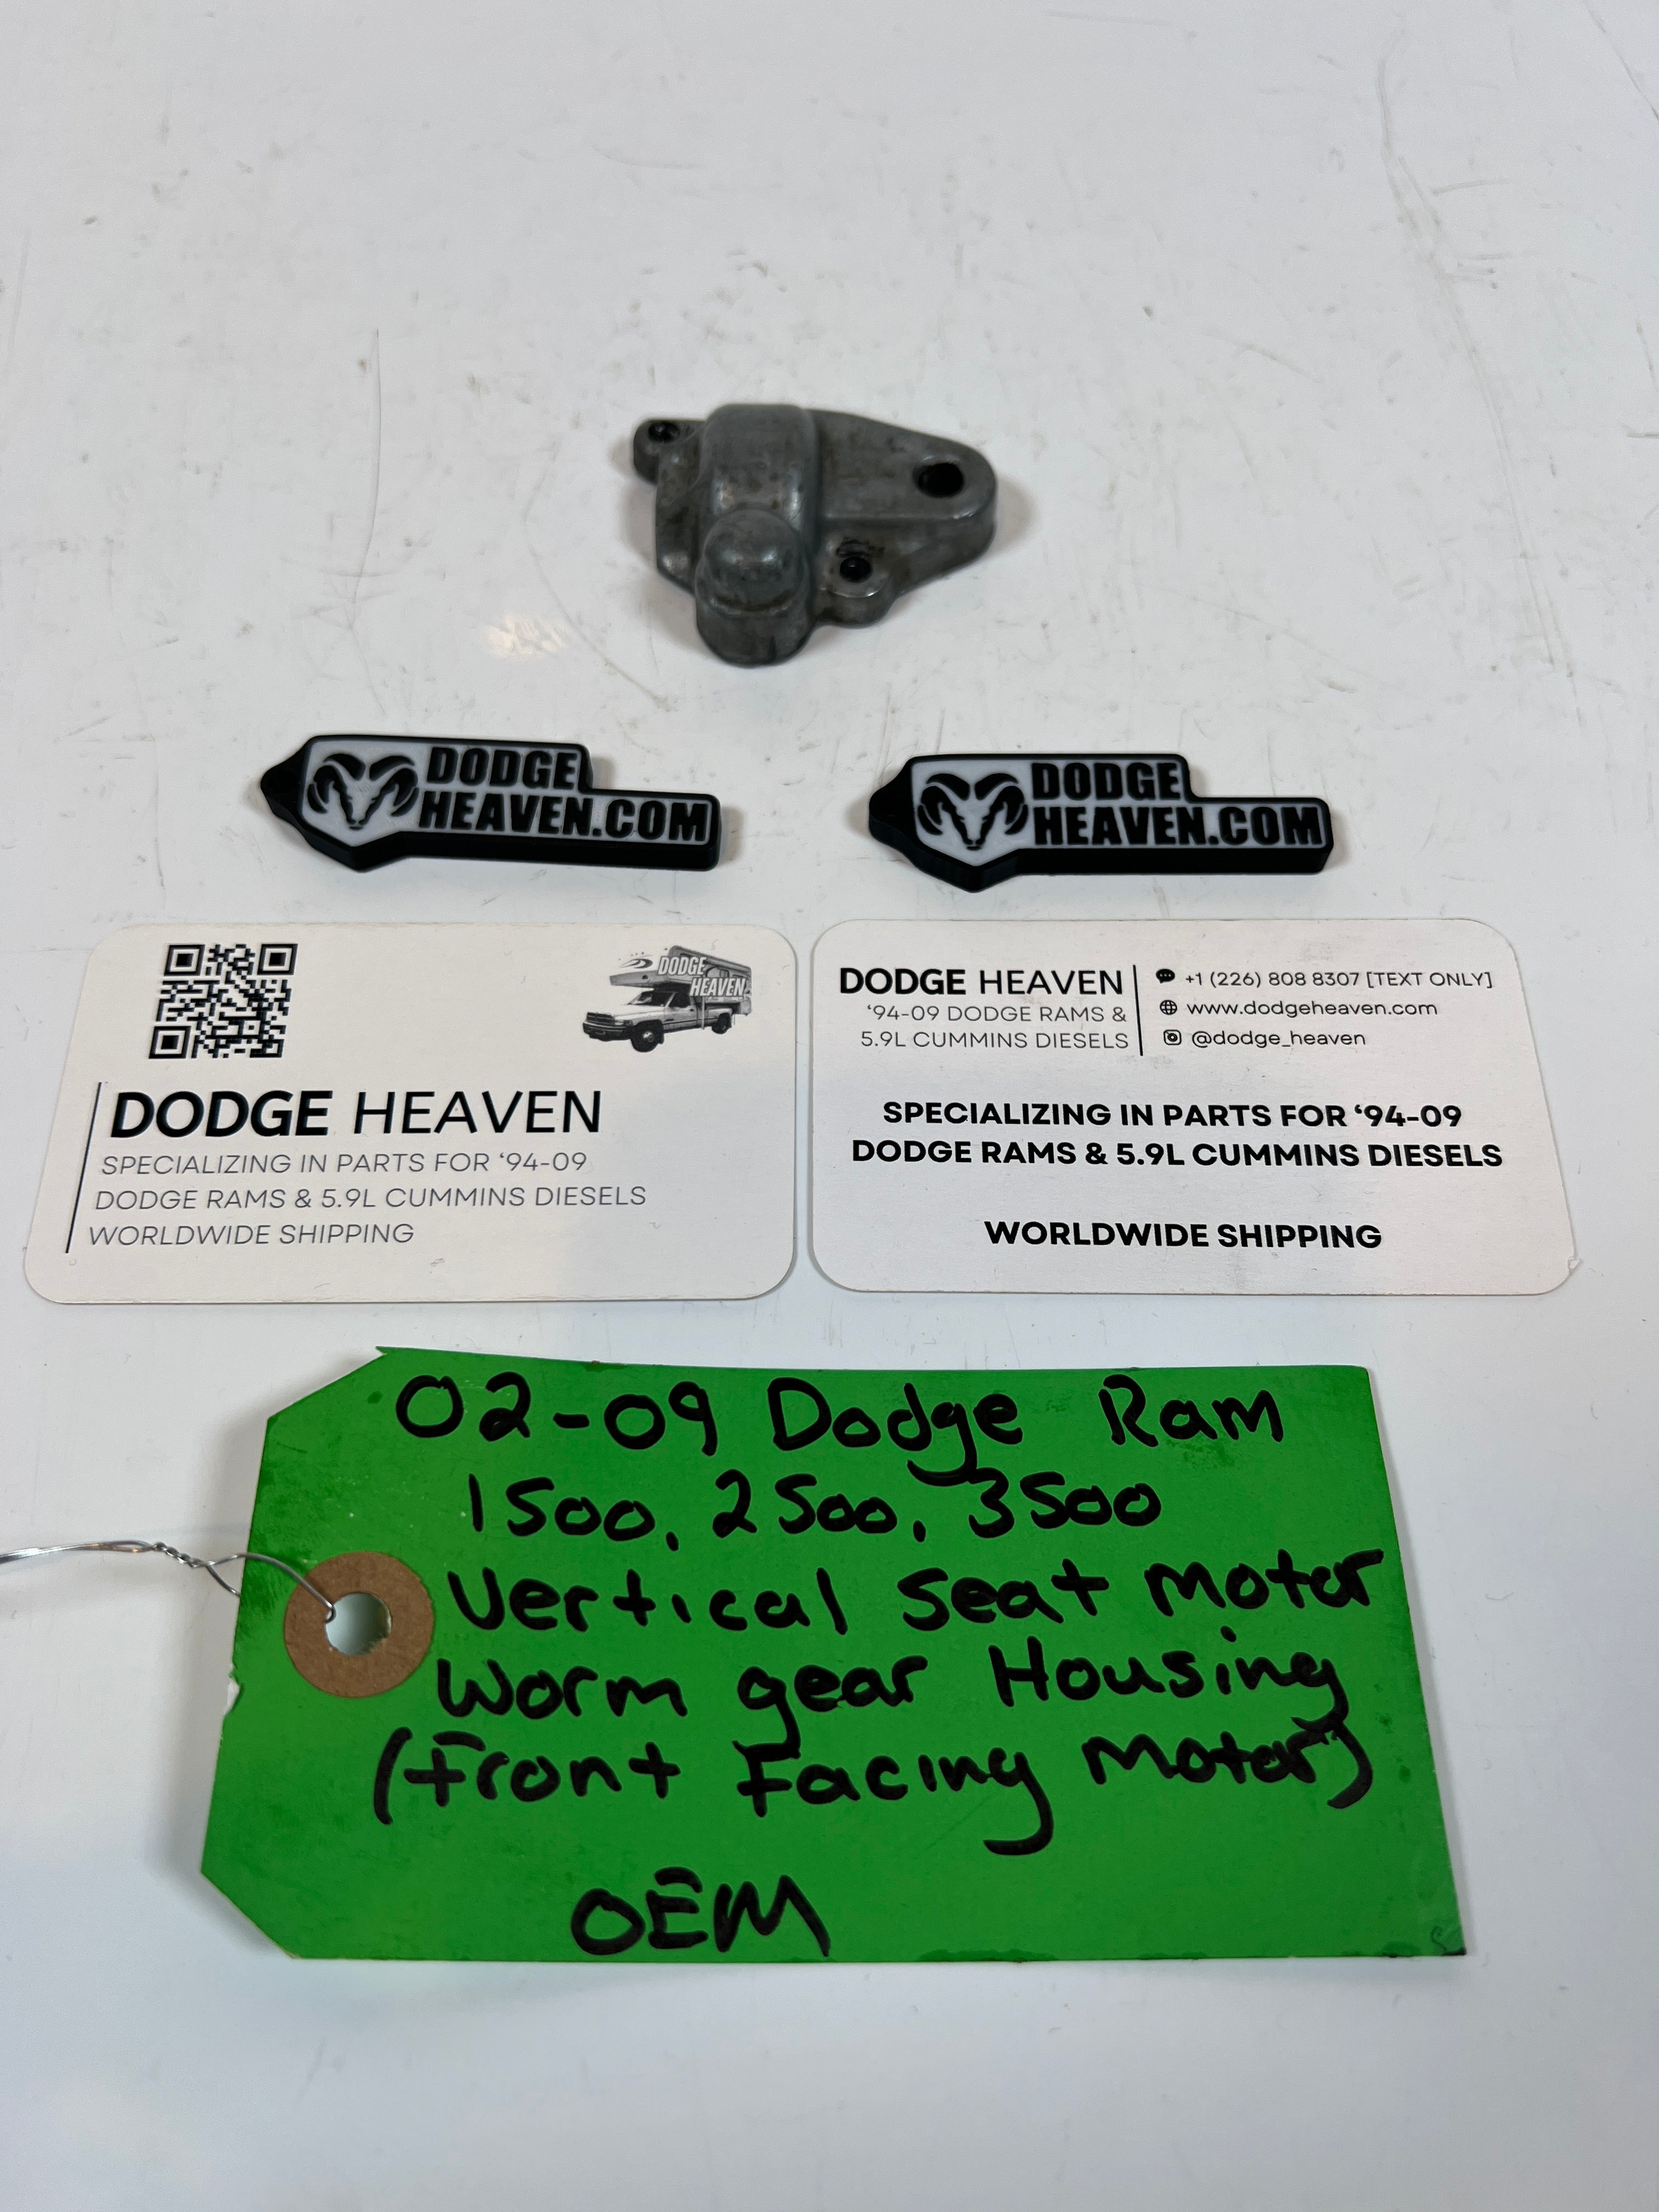 DODGE
HEAVEN.COM
DODGE
HEAVEN.COM
DODGE
HEAVEN
DODGE HEAVEN
SPECIALIZING IN PARTS FOR ‘94-09
DODGE RAMS & 5.9L CUMMINS DIESELS
WORLDWIDE SHIPPING
DODGE HEAVEN
‘94-09 DODGE RAMS &
5.9L CUMMINS DIESELS
+1 (226) 808 8307 [TEXT ONLY]
www.dodgeheaven.com
@dodge_heaven
SPECIALIZING IN PARTS FOR ‘94-09
DODGE RAMS & 5.9L CUMMINS DIESELS
WORLDWIDE SHIPPING
02-09 Dodge Ram
1500, 2500, 3500
Vertical Seat Motor
Worm gear Housing
(Front Facing Motor)
OEM